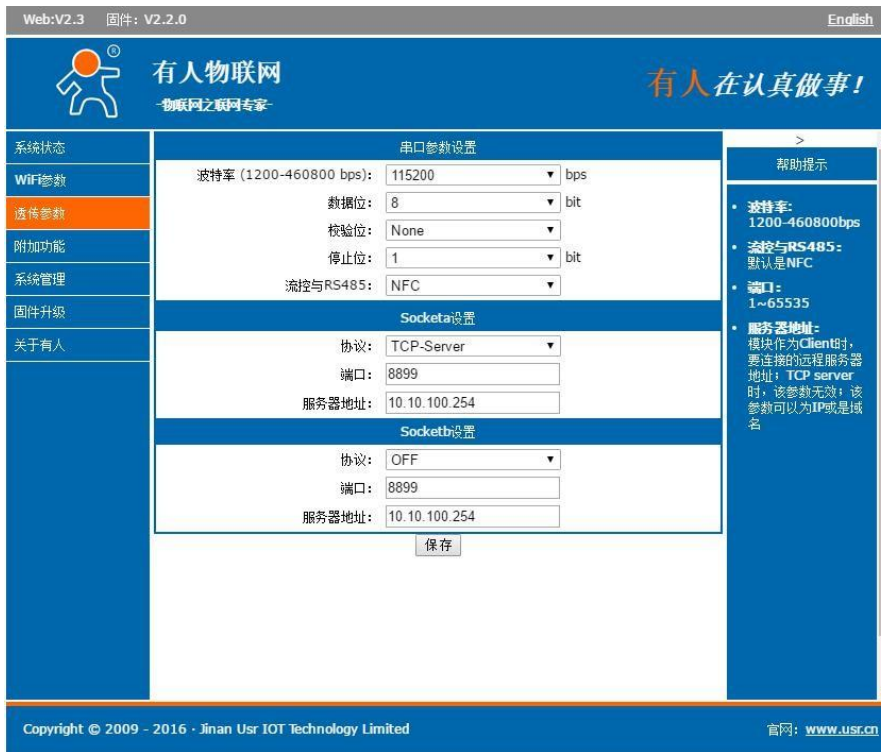 Web:V2.3 固件：V2.2.0 English
®
有人物联网
-物联网之联网专家-
有人在认真做事！
系统状态
WiFi参数
透传参数
附加功能
系统管理
固件升级
关于有人
串口参数设置
波特率 (1200-460800 bps)： 115200 bps
数据位： 8 bit
校验位： None
停止位： 1 bit
流控与RS485： NFC
Socketa设置
协议： TCP-Server
端口： 8899
服务器地址： 10.10.100.254
Socketb设置
协议： OFF
端口： 8899
服务器地址： 10.10.100.254
保存
>
帮助提示
• 波特率：
1200-460800bps
• 流控与RS485：
默认是NFC
• 端口：
1~65535
• 服务器地址：
模块作为Client时，
要连接的远程服务器
地址；TCP server
时，该参数无效；该
参数可以为IP或是域
名
Copyright © 2009 - 2016 · Jinan Usr IOT Technology Limited 官网：www.usr.cn